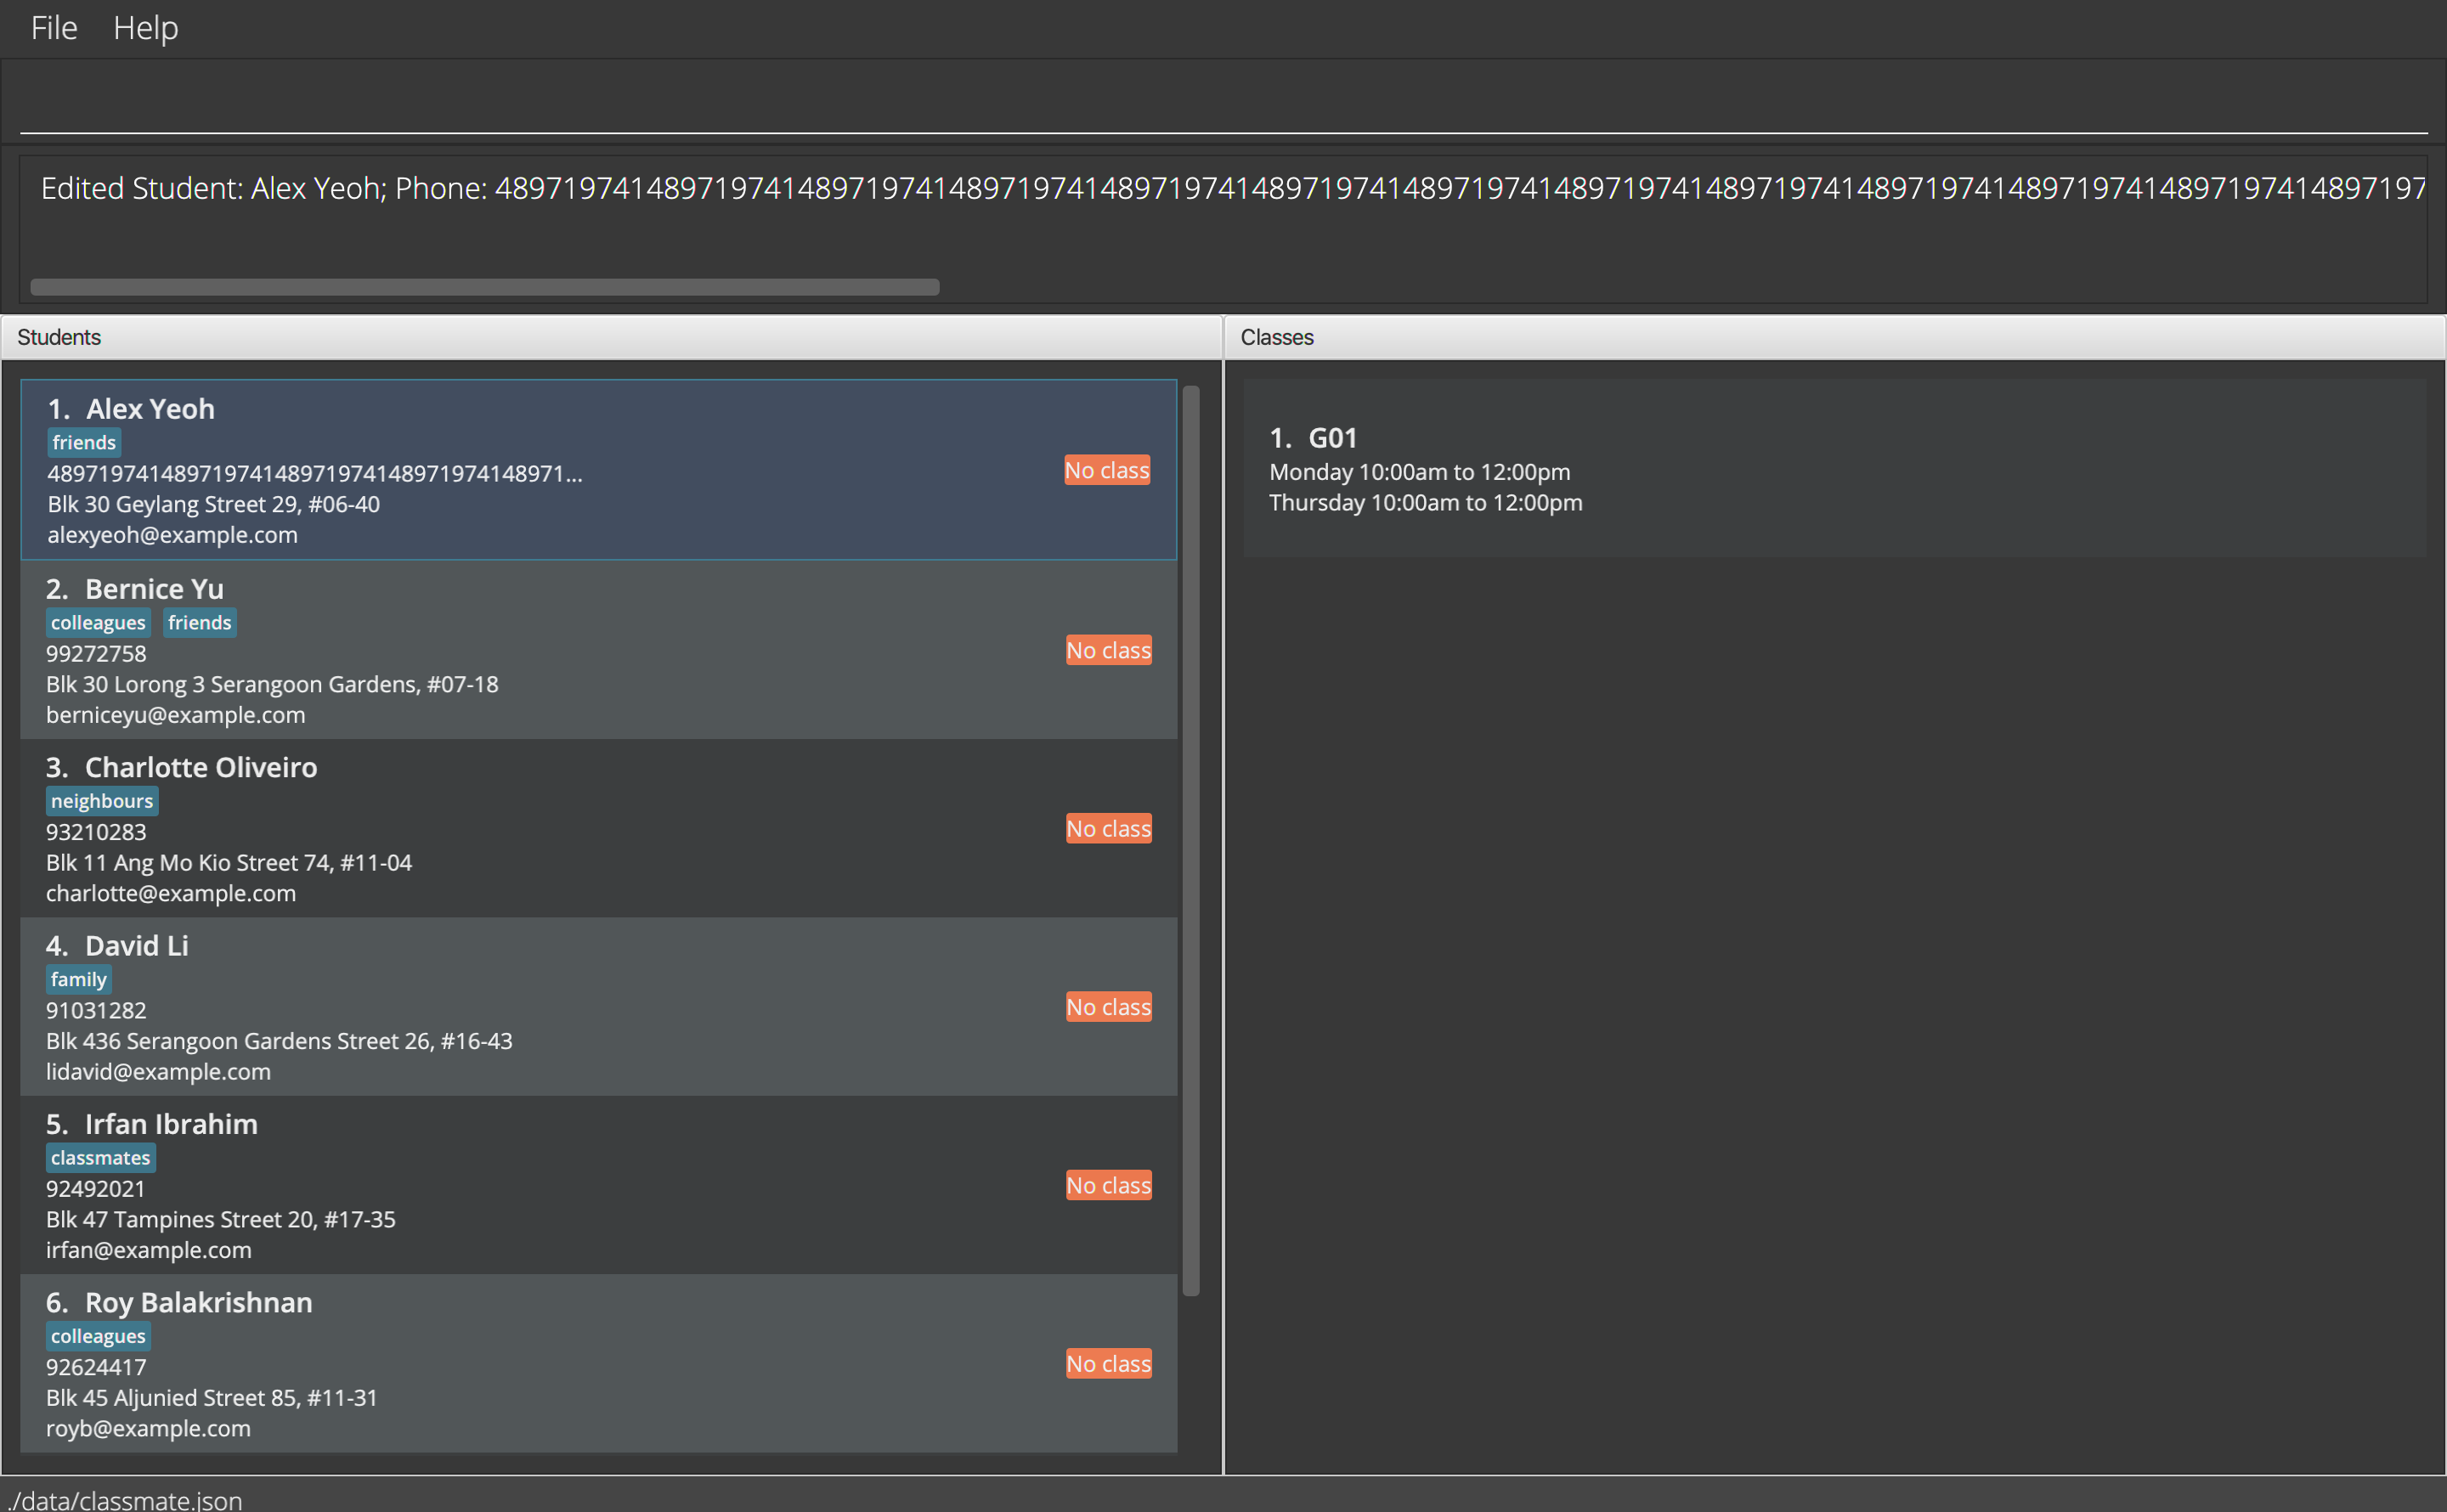 File Help
Edited Student: Alex Yeoh; Phone: 4897197414897197414897197414897197414897197414897197414897197414897197414897197414897197414897197414897197
Students
Classes
1. Alex Yeoh
friends
48971974148971974148971974148971974148971...
Blk 30 Geylang Street 29, #06-40
alexyeoh@example.com
No class
2. Bernice Yu
colleagues friends
99272758
Blk 30 Lorong 3 Serangoon Gardens, #07-18
berniceyu@example.com
No class
3. Charlotte Oliveiro
neighbours
93210283
Blk 11 Ang Mo Kio Street 74, #11-04
charlotte@example.com
No class
4. David Li
family
91031282
Blk 436 Serangoon Gardens Street 26, #16-43
lidavid@example.com
No class
5. Irfan Ibrahim
classmates
92492021
Blk 47 Tampines Street 20, #17-35
irfan@example.com
No class
6. Roy Balakrishnan
colleagues
92624417
Blk 45 Aljunied Street 85, #11-31
royb@example.com
No class
1. G01
Monday 10:00am to 12:00pm
Thursday 10:00am to 12:00pm
./data/classmate.json